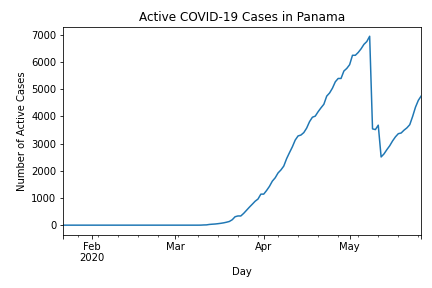 Active COVID-19 Cases in Panama
Number of Active Cases
7000
6000
5000
4000
3000
2000
1000
0
Feb
2020
Mar
Apr
May
Day